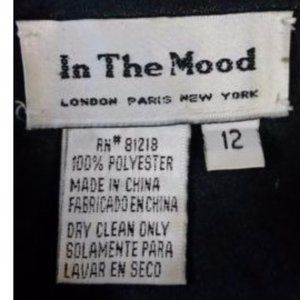 In The Mood
LONDON PARIS NEW YORK
12
RN# 81218
100% POLYESTER
MADE IN CHINA
FABRICADO EN CHINA
DRY CLEAN ONLY
SOLAMENTE PARA
LAVAR EN SECO